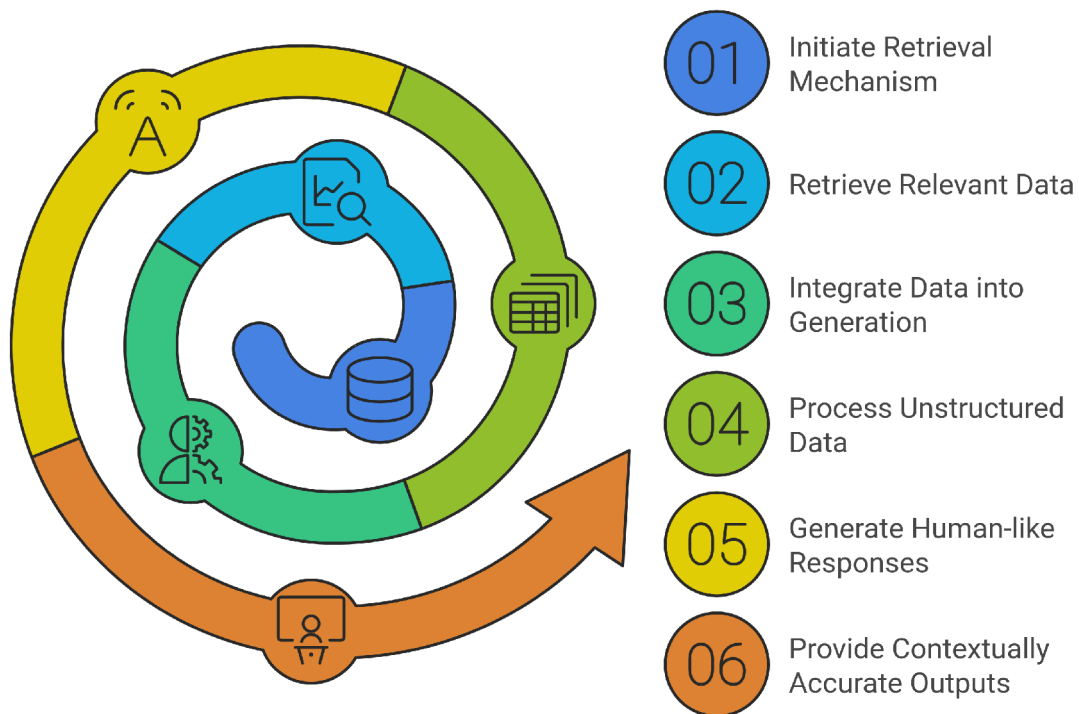 01
Initiate Retrieval
Mechanism
02
Retrieve Relevant Data
03
Integrate Data into
Generation
04
Process Unstructured
Data
05
Generate Human-like
Responses
06
Provide Contextually
Accurate Outputs
A